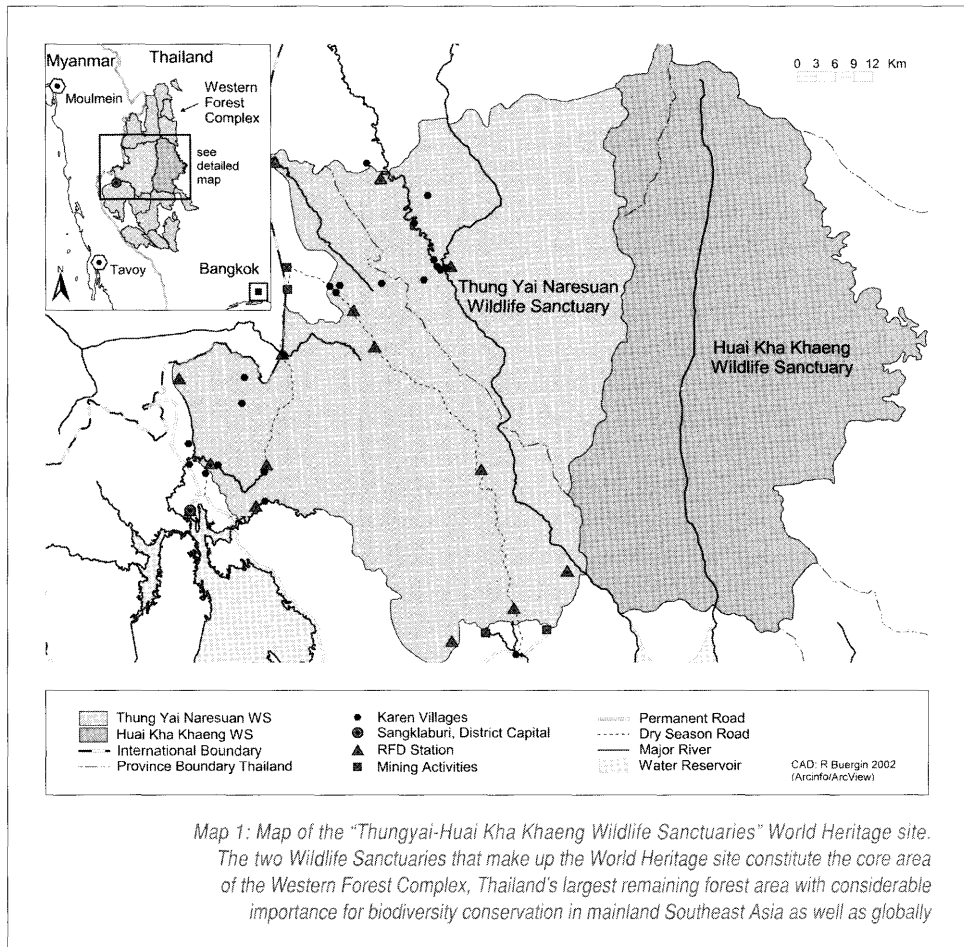 Myanmar
Thailand
Moulmein
Western
Forest
Complex
see
detailed
map
N
Tavoy
Bangkok
0 3 6 9 12 Km
Thung Yai Naresuan
Wildlife Sanctuary
Huai Kha Khaeng
Wildlife Sanctuary
Thung Yai Naresuan WS
Huai Kha Khaeng WS
International Boundary
Province Boundary Thailand
Karen Villages
Sangklaburi, District Capital
RFD Station
Mining Activities
Permanent Road
Dry Season Road
Major River
Water Reservoir
CAD: R Buergin 2002
(Arcinfo/ArcView)
Map 1: Map of the "Thungyai-Huai Kha Khaeng Wildlife Sanctuaries" World Heritage site.
The two Wildlife Sanctuaries that make up the World Heritage site constitute the core area
of the Western Forest Complex, Thailand's largest remaining forest area with considerable
importance for biodiversity conservation in mainland Southeast Asia as well as globally